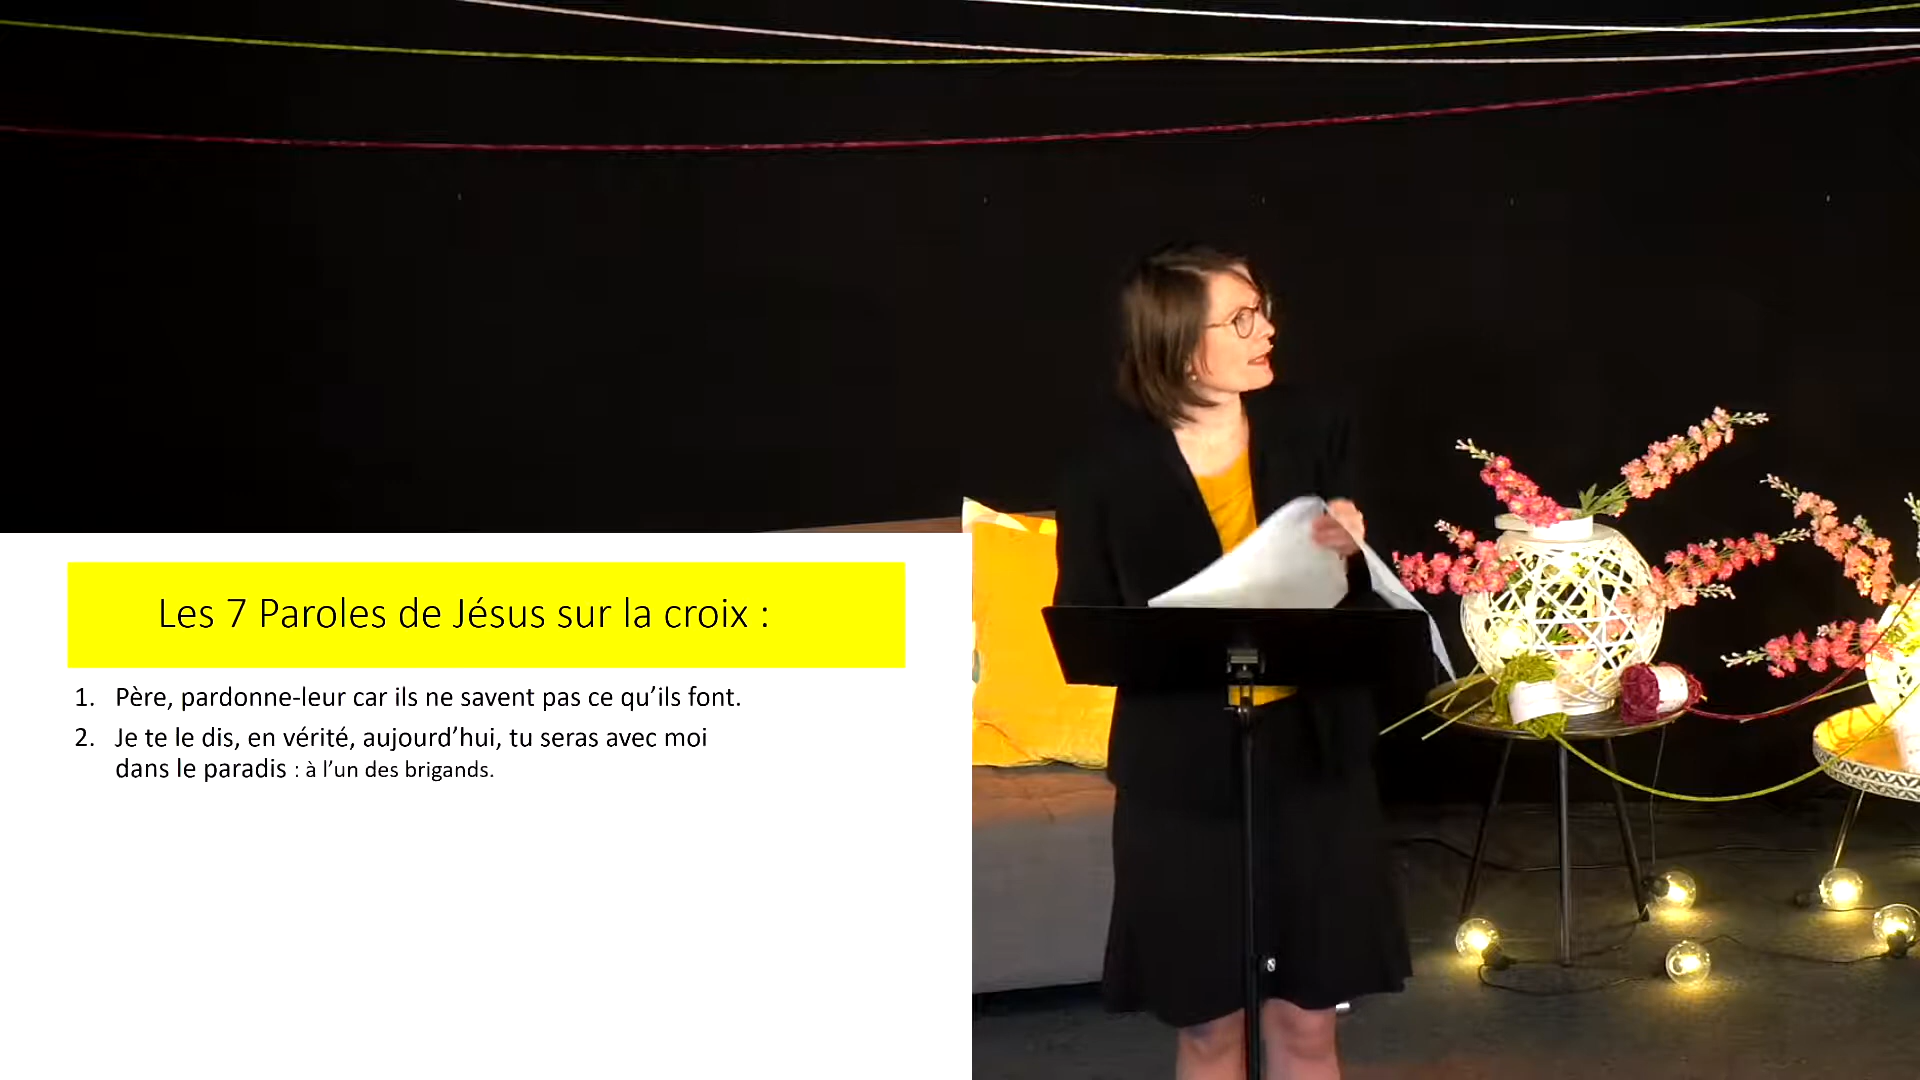 Les 7 Paroles de Jésus sur la croix :
1. Père, pardonne-leur car ils ne savent pas ce qu’ils font.
2. Je te le dis, en vérité, aujourd’hui, tu seras avec moi
dans le paradis : à l’un des brigands.